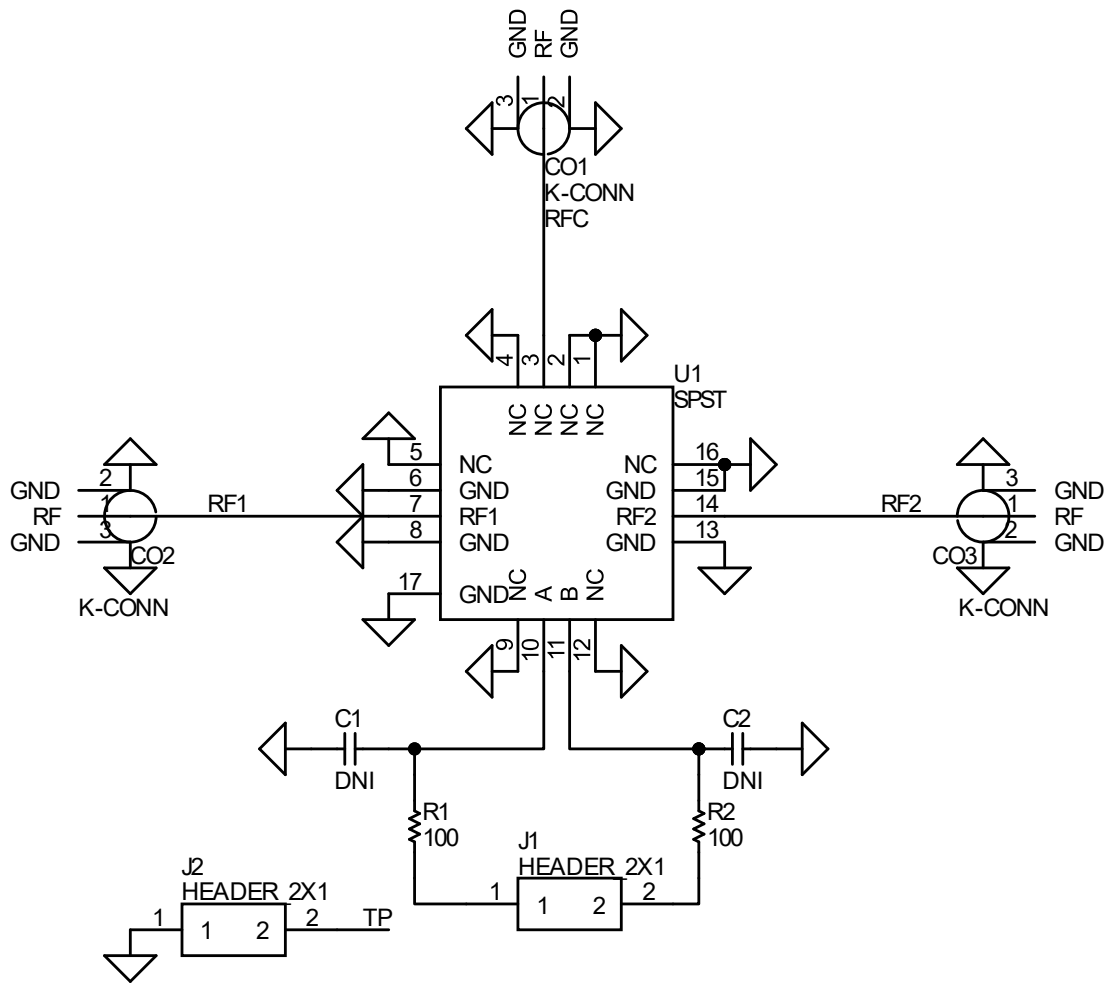 GND RF GND
3 1 2
CO1
K-CONN
RFC
4 3 2 1
U1
SPST
NC NC NC NC
5 NC
NC 16
6 GND
GND 15
7 RF1
RF2 14
8 GND
GND 13
17 GND
NC A B NC
9 10 11 12
GND 2
RF 1
GND 3
CO2
K-CONN
RF1
RF2
3 GND
1 RF
2 GND
CO3
K-CONN
C1
DNI
C2
DNI
R1
100
R2
100
J1
HEADER_2X1
1 1 2 2
J2
HEADER_2X1
1 1 2 2 TP